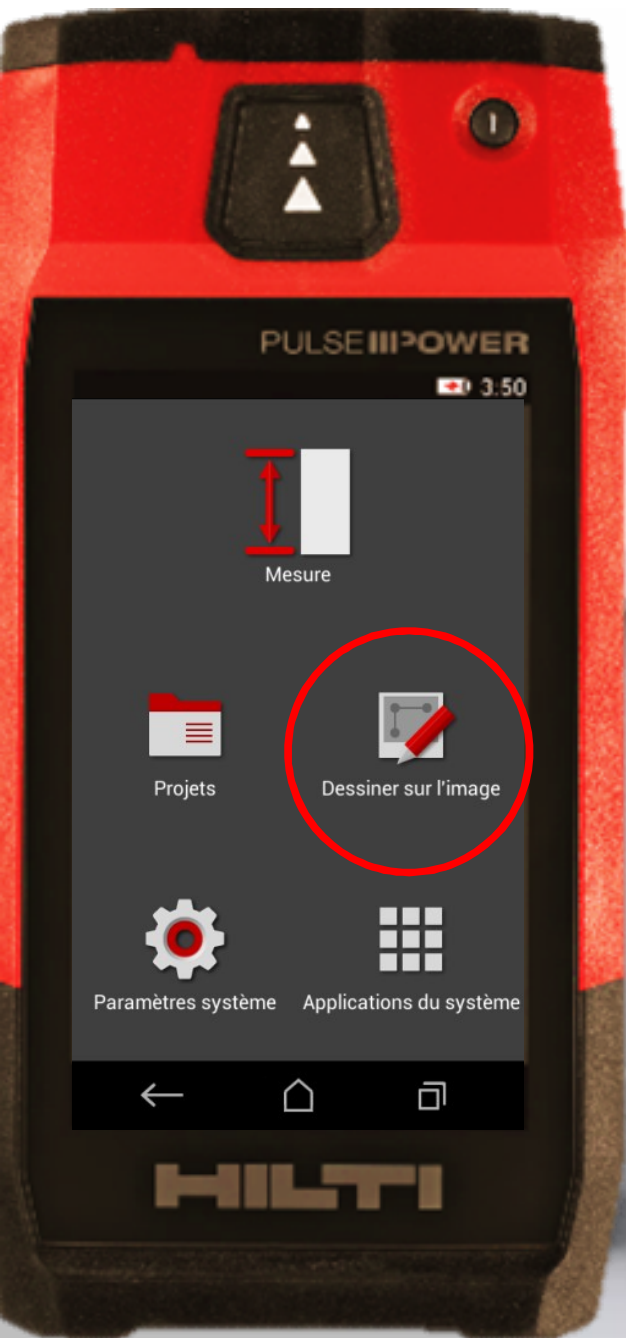 PULSE POWER
3:50
Mesure
Projets
Dessiner sur l'image
Paramètres système
Applications du système
HILTI